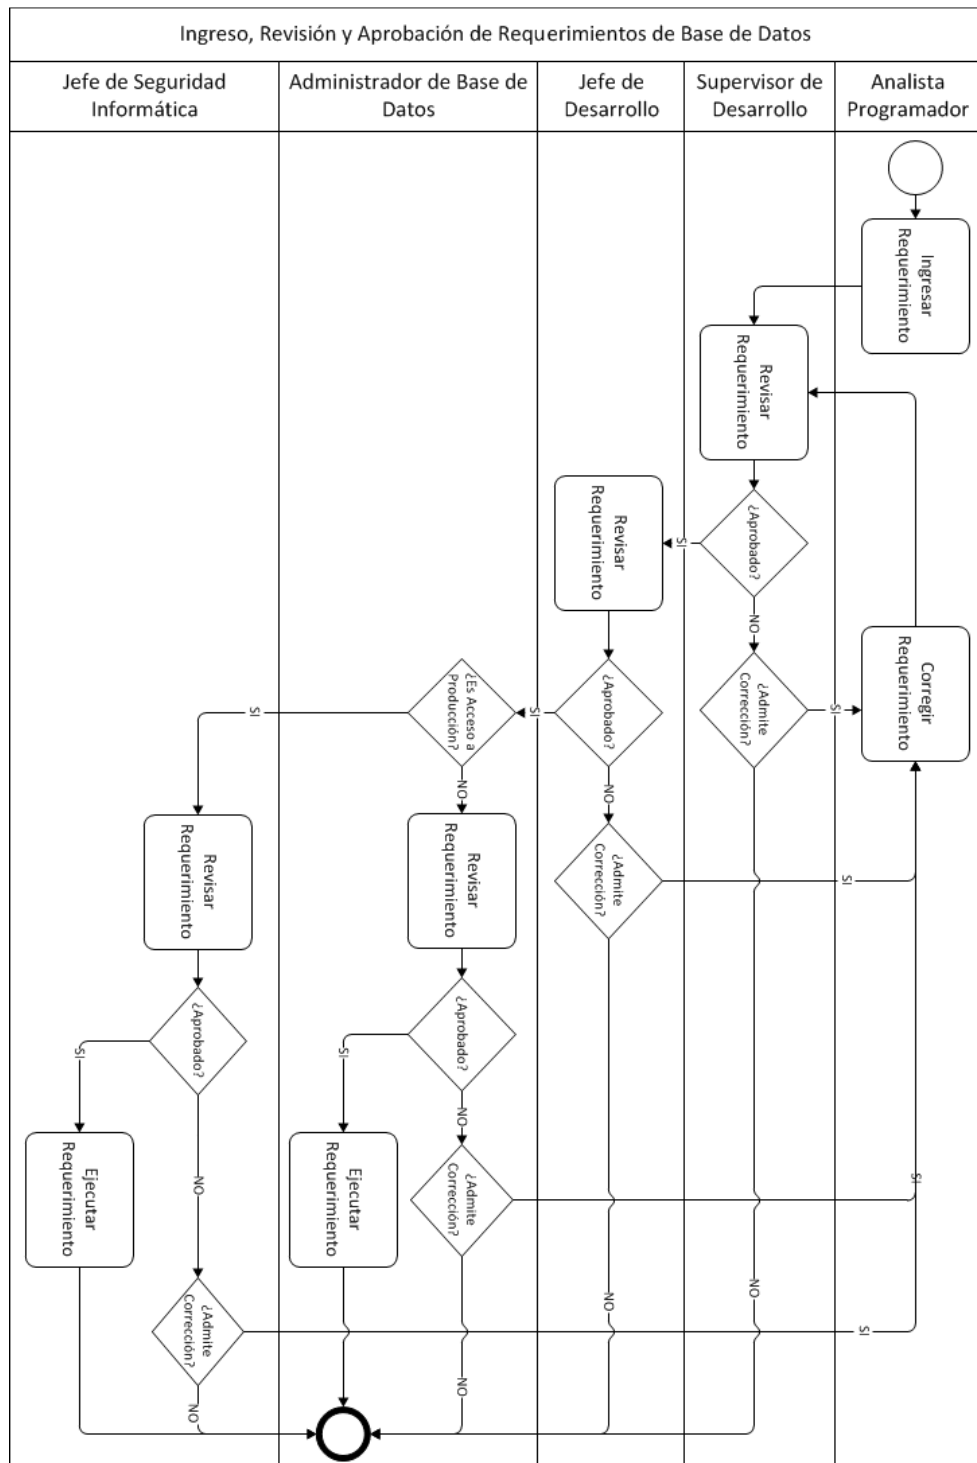 Ingreso, Revisión y Aprobación de Requerimientos de Base de Datos
Jefe de Seguridad
Informática
Administrador de Base de
Datos
Jefe de
Desarrollo
Supervisor de
Desarrollo
Analista
Programador
Ingresar
Requerimiento
Revisar
Requerimiento
¿Aprobado?
SI
NO
¿Admite
Corrección?
SI
NO
Corregir
Requerimiento
Revisar
Requerimiento
¿Aprobado?
SI
NO
¿Admite
Corrección?
SI
NO
¿Es Acceso a
Producción?
SI
NO
Revisar
Requerimiento
¿Aprobado?
SI
NO
Ejecutar
Requerimiento
¿Admite
Corrección?
SI
NO
Revisar
Requerimiento
¿Aprobado?
SI
NO
Ejecutar
Requerimiento
¿Admite
Corrección?
SI
NO